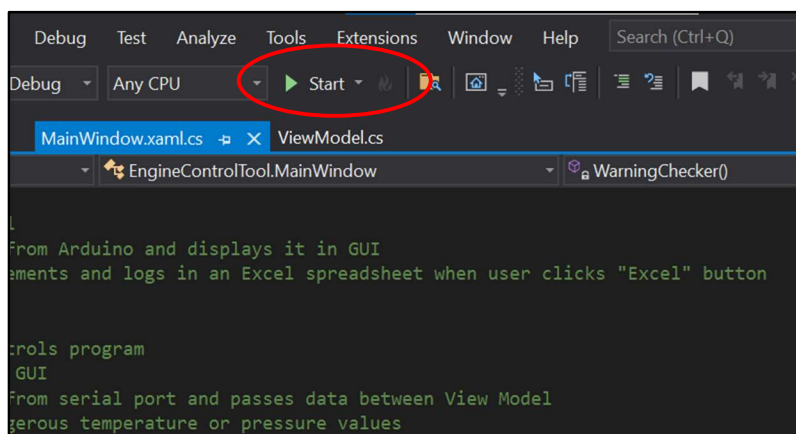 Debug Test Analyze Tools Extensions Window Help Search (Ctrl+Q)
Debug Any CPU Start
MainWindow.xaml.cs ViewModel.cs
EngineControlTool.MainWindow WarningChecker()
from Arduino and displays it in GUI
ements and logs in an Excel spreadsheet when user clicks "Excel" button
trols program
GUI
from serial port and passes data between View Model
gerous temperature or pressure values